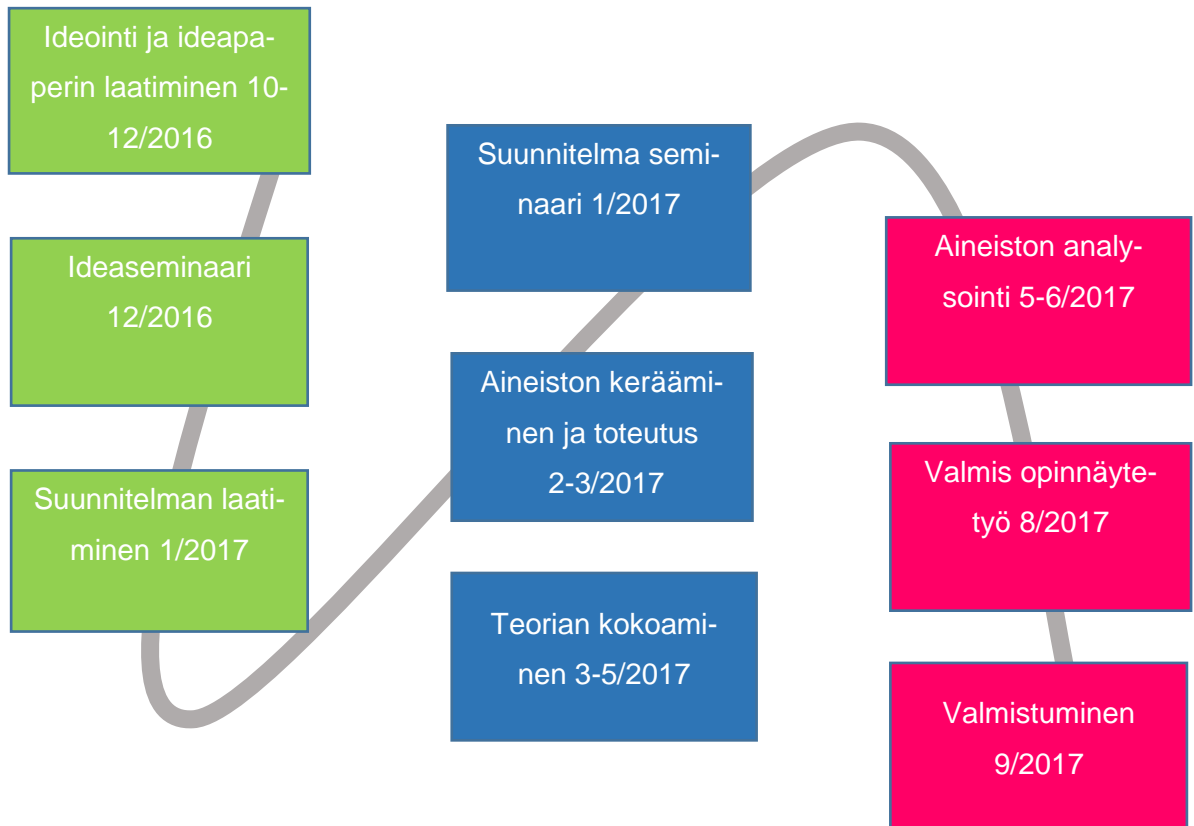 Ideointi ja ideapa-
perin laatiminen 10-
12/2016
Ideaseminaari
12/2016
Suunnitelman laati-
minen 1/2017
Suunnitelma semi-
naari 1/2017
Aineiston keräämi-
nen ja toteutus
2-3/2017
Teorian kokoami-
nen 3-5/2017
Aineiston analy-
sointi 5-6/2017
Valmis opinnäyte-
työ 8/2017
Valmistuminen
9/2017